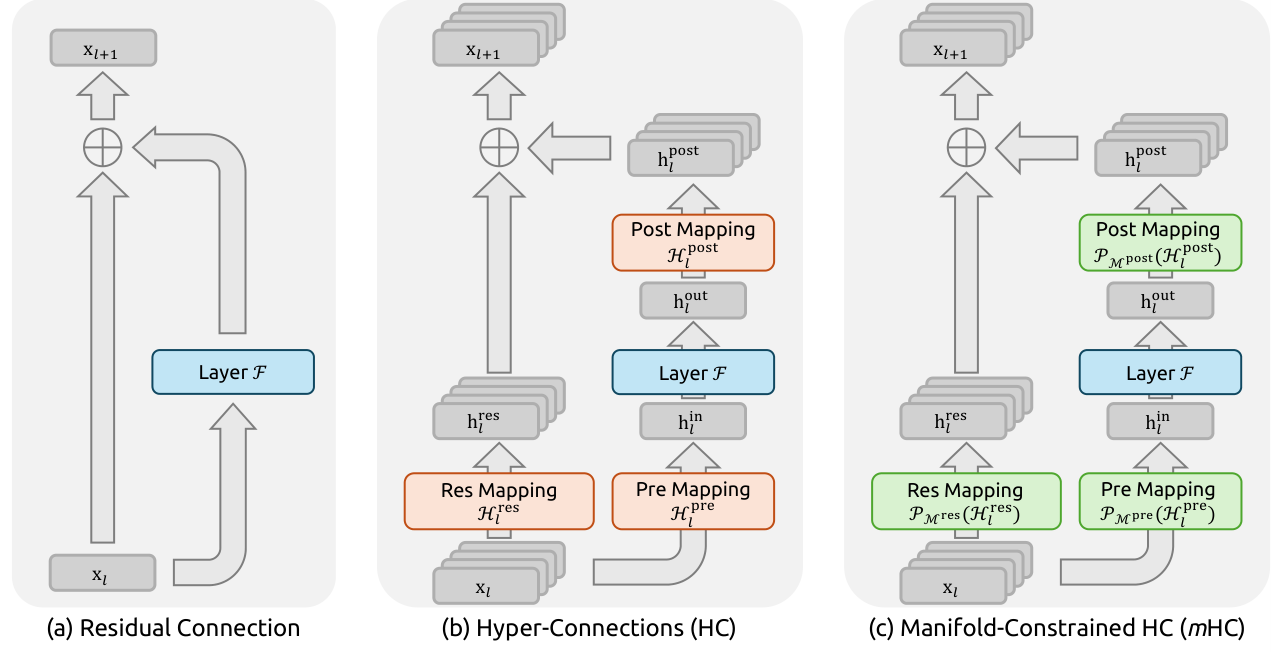 x_{l+1}
Layer ℱ
x_l
(a) Residual Connection
x_{l+1}
h_l^{post}
Post Mapping
ℋ_l^{post}
h_l^{out}
Layer ℱ
h_l^{res}
h_l^{in}
Res Mapping
ℋ_l^{res}
Pre Mapping
ℋ_l^{pre}
x_l
(b) Hyper-Connections (HC)
x_{l+1}
h_l^{post}
Post Mapping
𝒫_{ℳ^{post}}(ℋ_l^{post})
h_l^{out}
Layer ℱ
h_l^{res}
h_l^{in}
Res Mapping
𝒫_{ℳ^{res}}(ℋ_l^{res})
Pre Mapping
𝒫_{ℳ^{pre}}(ℋ_l^{pre})
x_l
(c) Manifold-Constrained HC (mHC)